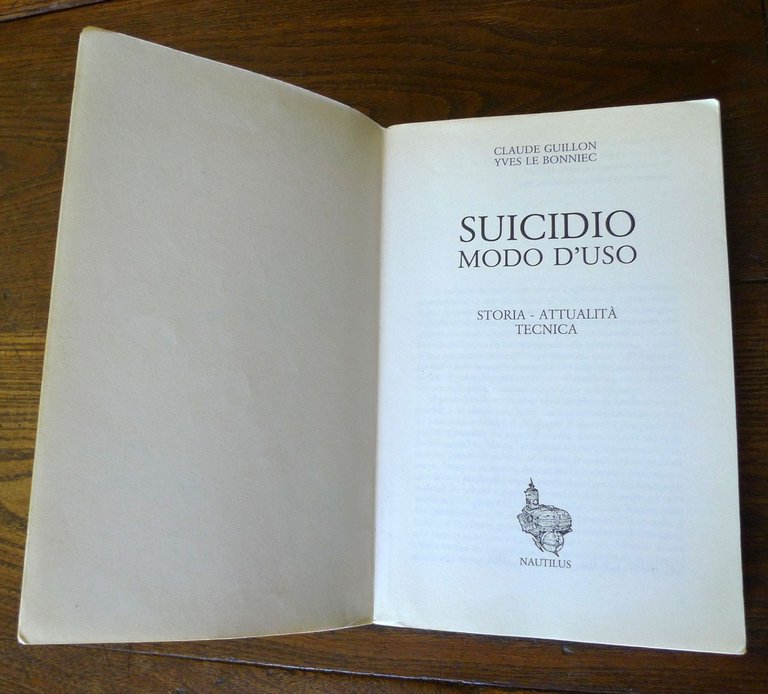 CLAUDE GUILLON
YVES LE BONNIEC
SUICIDIO
MODO D'USO
STORIA - ATTUALITÀ
TECNICA
NAUTILUS